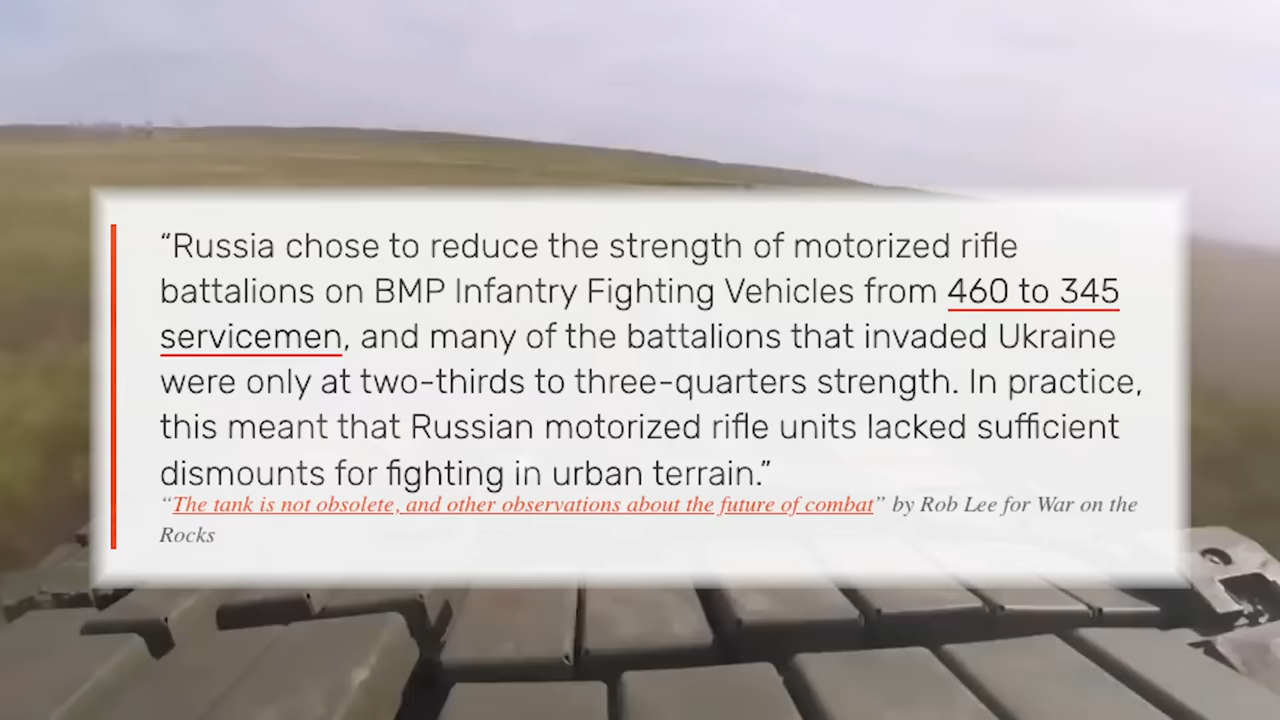 “Russia chose to reduce the strength of motorized rifle
battalions on BMP Infantry Fighting Vehicles from 460 to 345
servicemen, and many of the battalions that invaded Ukraine
were only at two-thirds to three-quarters strength. In practice,
this meant that Russian motorized rifle units lacked sufficient
dismounts for fighting in urban terrain.”
“The tank is not obsolete, and other observations about the future of combat” by Rob Lee for War on the
Rocks